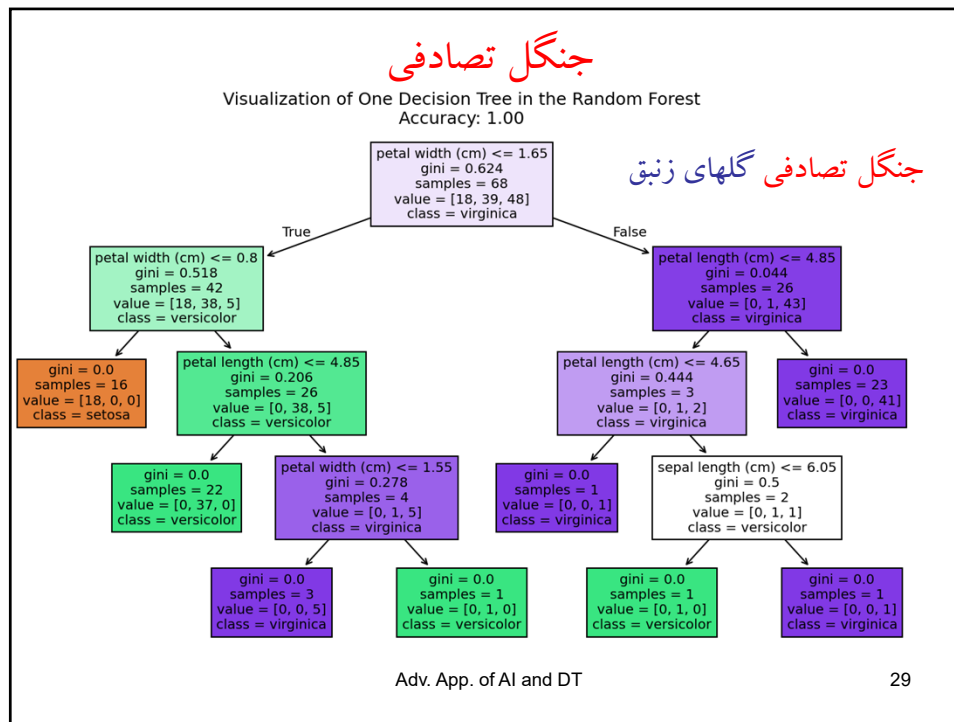 جنگل تصادفی
Visualization of One Decision Tree in the Random Forest
Accuracy: 1.00
جنگل تصادفی گلهای زنبق
petal width (cm) <= 1.65
gini = 0.624
samples = 68
value = [18, 39, 48]
class = virginica
True
False
petal width (cm) <= 0.8
gini = 0.518
samples = 42
value = [18, 38, 5]
class = versicolor
petal length (cm) <= 4.85
gini = 0.044
samples = 26
value = [0, 1, 43]
class = virginica
gini = 0.0
samples = 16
value = [18, 0, 0]
class = setosa
petal length (cm) <= 4.85
gini = 0.206
samples = 26
value = [0, 38, 5]
class = versicolor
petal length (cm) <= 4.65
gini = 0.444
samples = 3
value = [0, 1, 2]
class = virginica
gini = 0.0
samples = 23
value = [0, 0, 41]
class = virginica
gini = 0.0
samples = 22
value = [0, 37, 0]
class = versicolor
petal width (cm) <= 1.55
gini = 0.278
samples = 4
value = [0, 1, 5]
class = virginica
gini = 0.0
samples = 1
value = [0, 0, 1]
class = virginica
sepal length (cm) <= 6.05
gini = 0.5
samples = 2
value = [0, 1, 1]
class = versicolor
gini = 0.0
samples = 3
value = [0, 0, 5]
class = virginica
gini = 0.0
samples = 1
value = [0, 1, 0]
class = versicolor
gini = 0.0
samples = 1
value = [0, 1, 0]
class = versicolor
gini = 0.0
samples = 1
value = [0, 0, 1]
class = virginica
Adv. App. of AI and DT
29